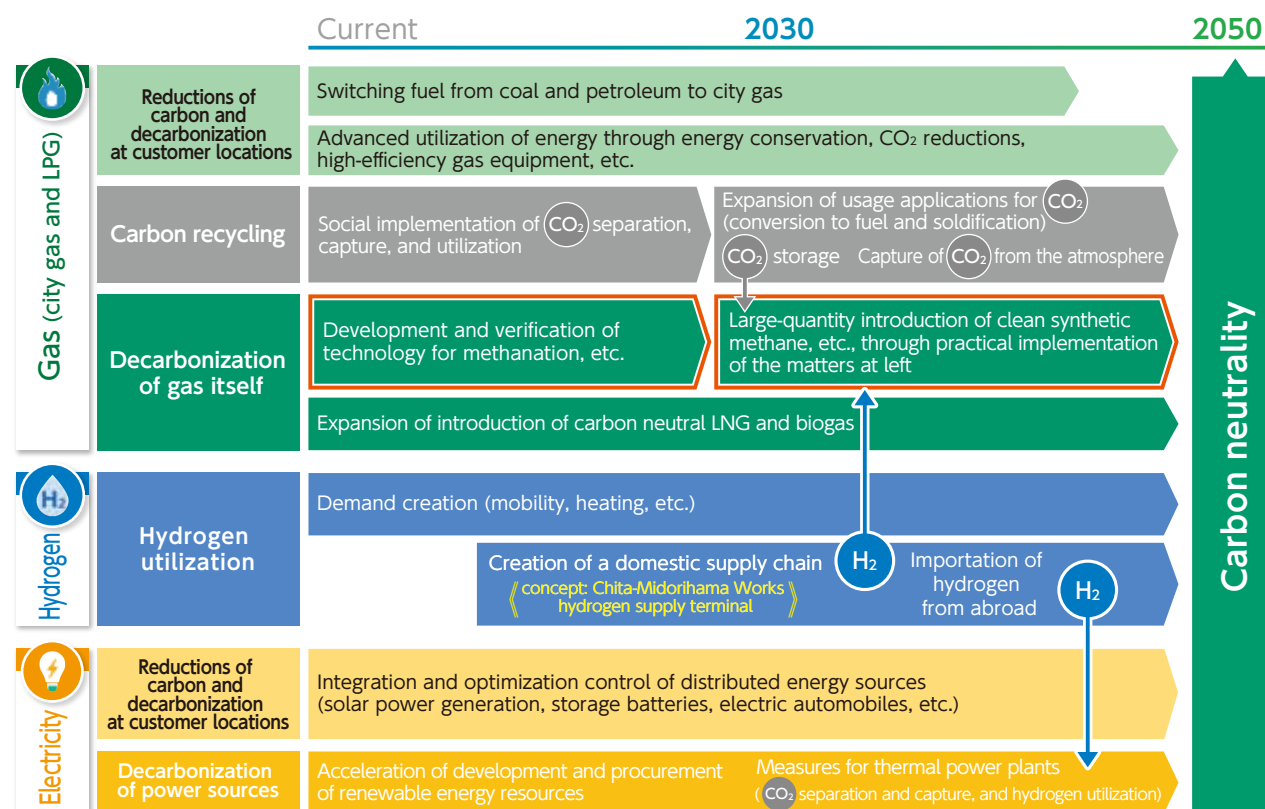 Current 2030 2050
Gas (city gas and LPG)
Reductions of
carbon and
decarbonization
at customer locations
Switching fuel from coal and petroleum to city gas
Advanced utilization of energy through energy conservation, CO₂ reductions,
high-efficiency gas equipment, etc.
Carbon recycling
Social implementation of CO₂ separation,
capture, and utilization
Expansion of usage applications for CO₂
(conversion to fuel and soldification)
CO₂ storage Capture of CO₂ from the atmosphere
Decarbonization
of gas itself
Development and verification of
technology for methanation, etc.
Large-quantity introduction of clean synthetic
methane, etc., through practical implementation
of the matters at left
Expansion of introduction of carbon neutral LNG and biogas
H₂
Hydrogen
Hydrogen
utilization
Demand creation (mobility, heating, etc.)
Creation of a domestic supply chain
《concept: Chita-Midorihama Works
hydrogen supply terminal》
H₂
Importation of
hydrogen
from abroad
H₂
Electricity
Reductions of
carbon and
decarbonization
at customer locations
Integration and optimization control of distributed energy sources
(solar power generation, storage batteries, electric automobiles, etc.)
Decarbonization
of power sources
Acceleration of development and procurement
of renewable energy resources
Measures for thermal power plants
(CO₂ separation and capture, and hydrogen utilization)
Carbon neutrality